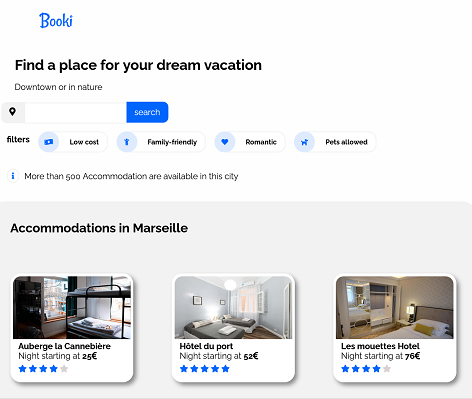 Booki
Find a place for your dream vacation
Downtown or in nature
search
filters
Low cost
Family-friendly
Romantic
Pets allowed
More than 500 Accommodation are available in this city
Accommodations in Marseille
Auberge la Cannebière
Night starting at 25€
Hôtel du port
Night starting at 52€
Les mouettes Hotel
Night starting at 76€